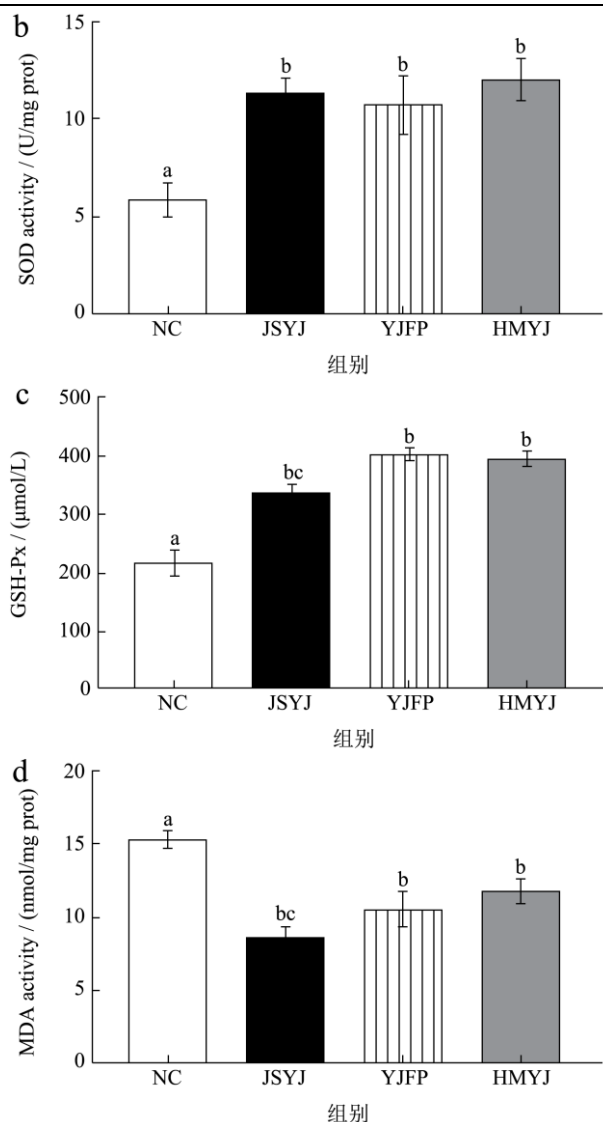 b
SOD activity / (U/mg prot)
15
10
5
0
a
b
b
b
NC JSYJ YJFP HMYJ
组别
c
GSH-Px / (μmol/L)
500
400
300
200
100
0
a
bc
b
b
NC JSYJ YJFP HMYJ
组别
d
MDA activity / (nmol/mg prot)
20
15
10
5
0
a
bc
b
b
NC JSYJ YJFP HMYJ
组别